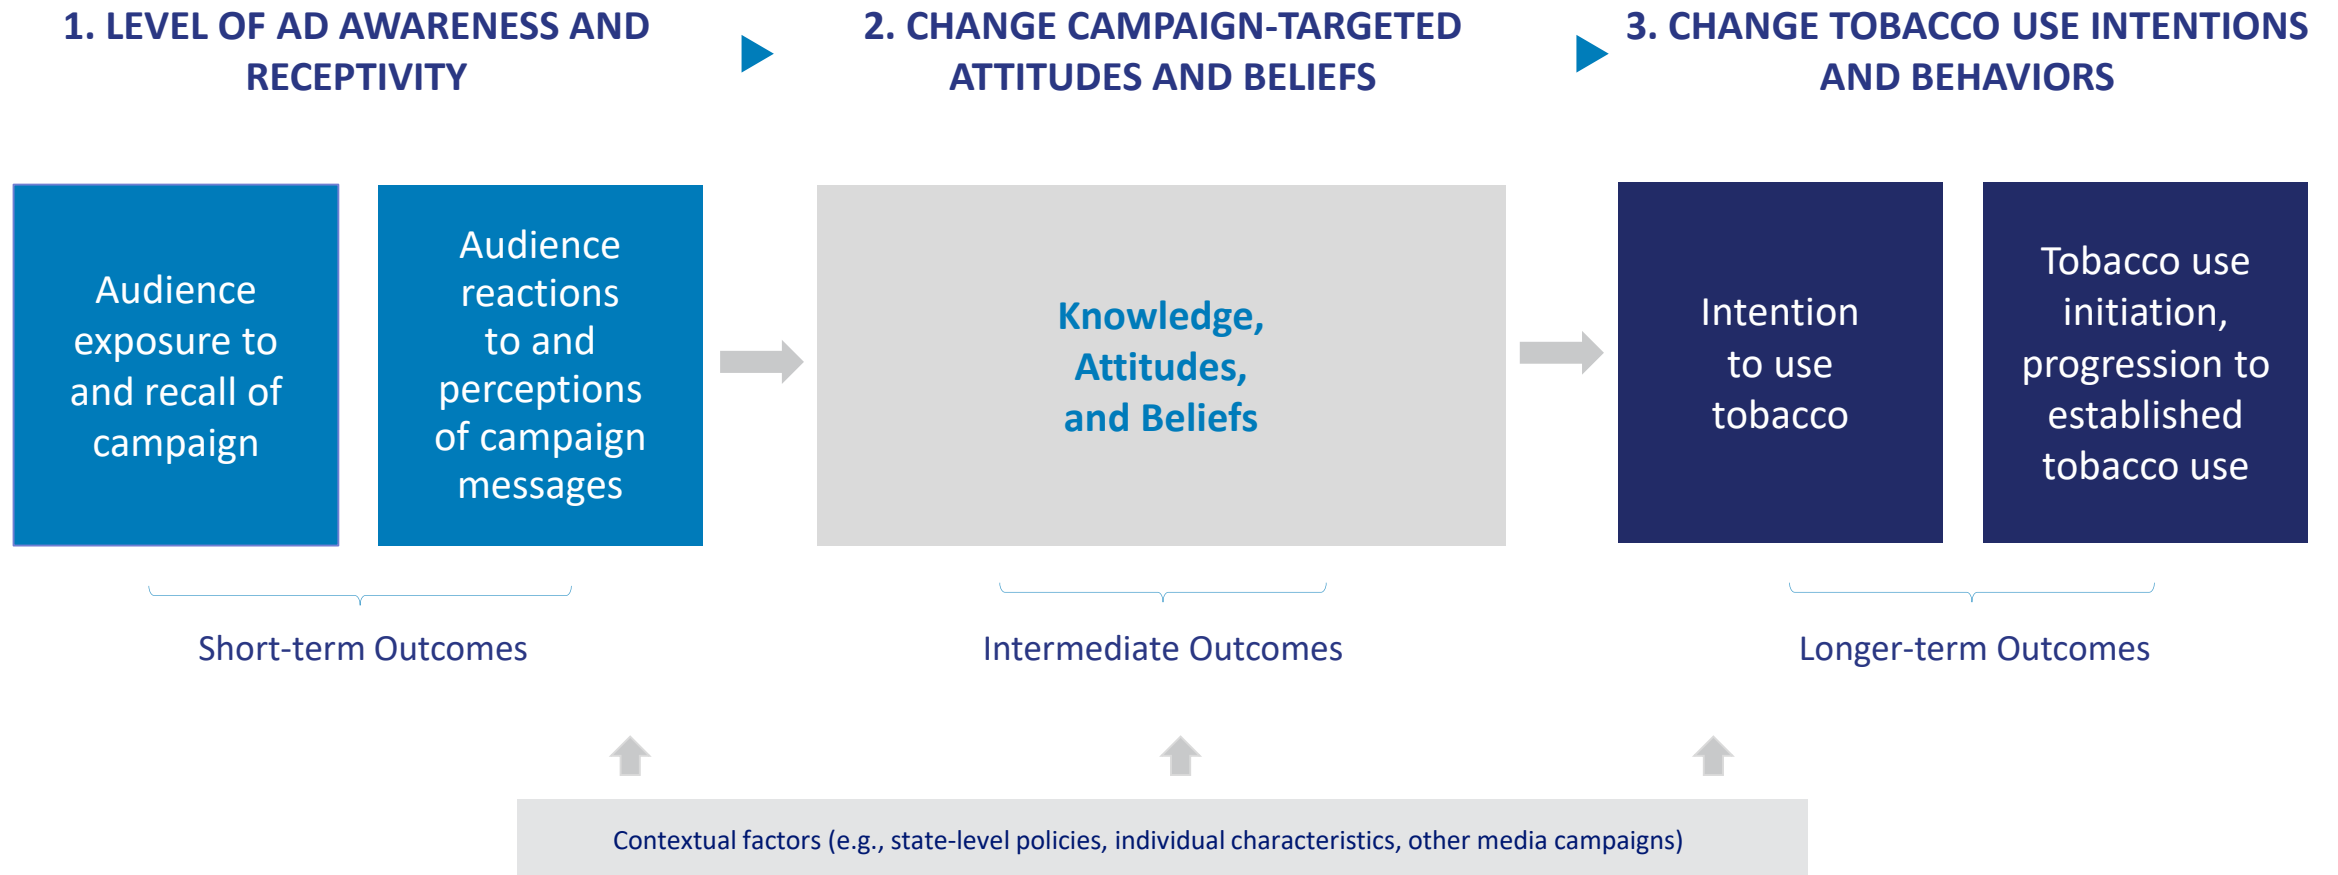 1. LEVEL OF AD AWARENESS AND
RECEPTIVITY
2. CHANGE CAMPAIGN-TARGETED
ATTITUDES AND BELIEFS
3. CHANGE TOBACCO USE INTENTIONS
AND BEHAVIORS
Audience
exposure to
and recall of
campaign
Audience
reactions
to and
perceptions
of campaign
messages
Knowledge,
Attitudes,
and Beliefs
Intention
to use
tobacco
Tobacco use
initiation,
progression to
established
tobacco use
Short-term Outcomes
Intermediate Outcomes
Longer-term Outcomes
Contextual factors (e.g., state-level policies, individual characteristics, other media campaigns)